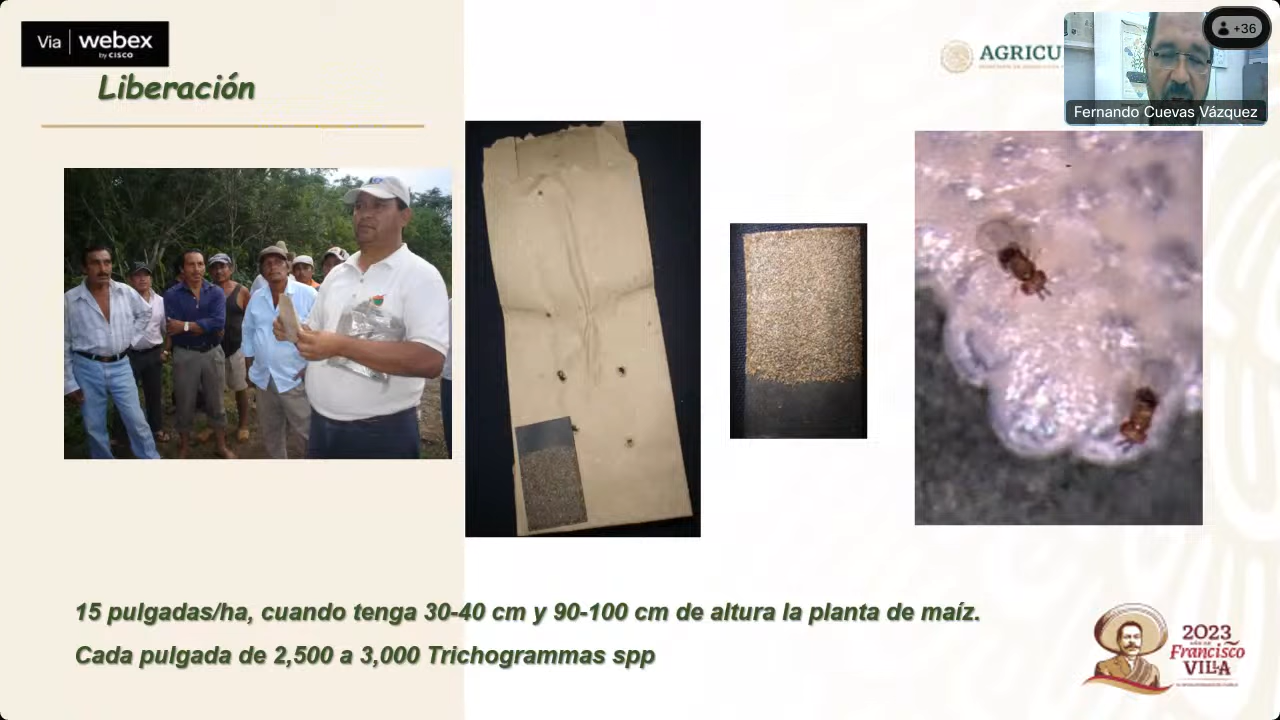 Via webex
by CISCO
Liberación
AGRICU
+36
Fernando Cuevas Vázquez
15 pulgadas/ha, cuando tenga 30-40 cm y 90-100 cm de altura la planta de maíz.
Cada pulgada de 2,500 a 3,000 Trichogrammas spp
2023
Francisco
VILLA